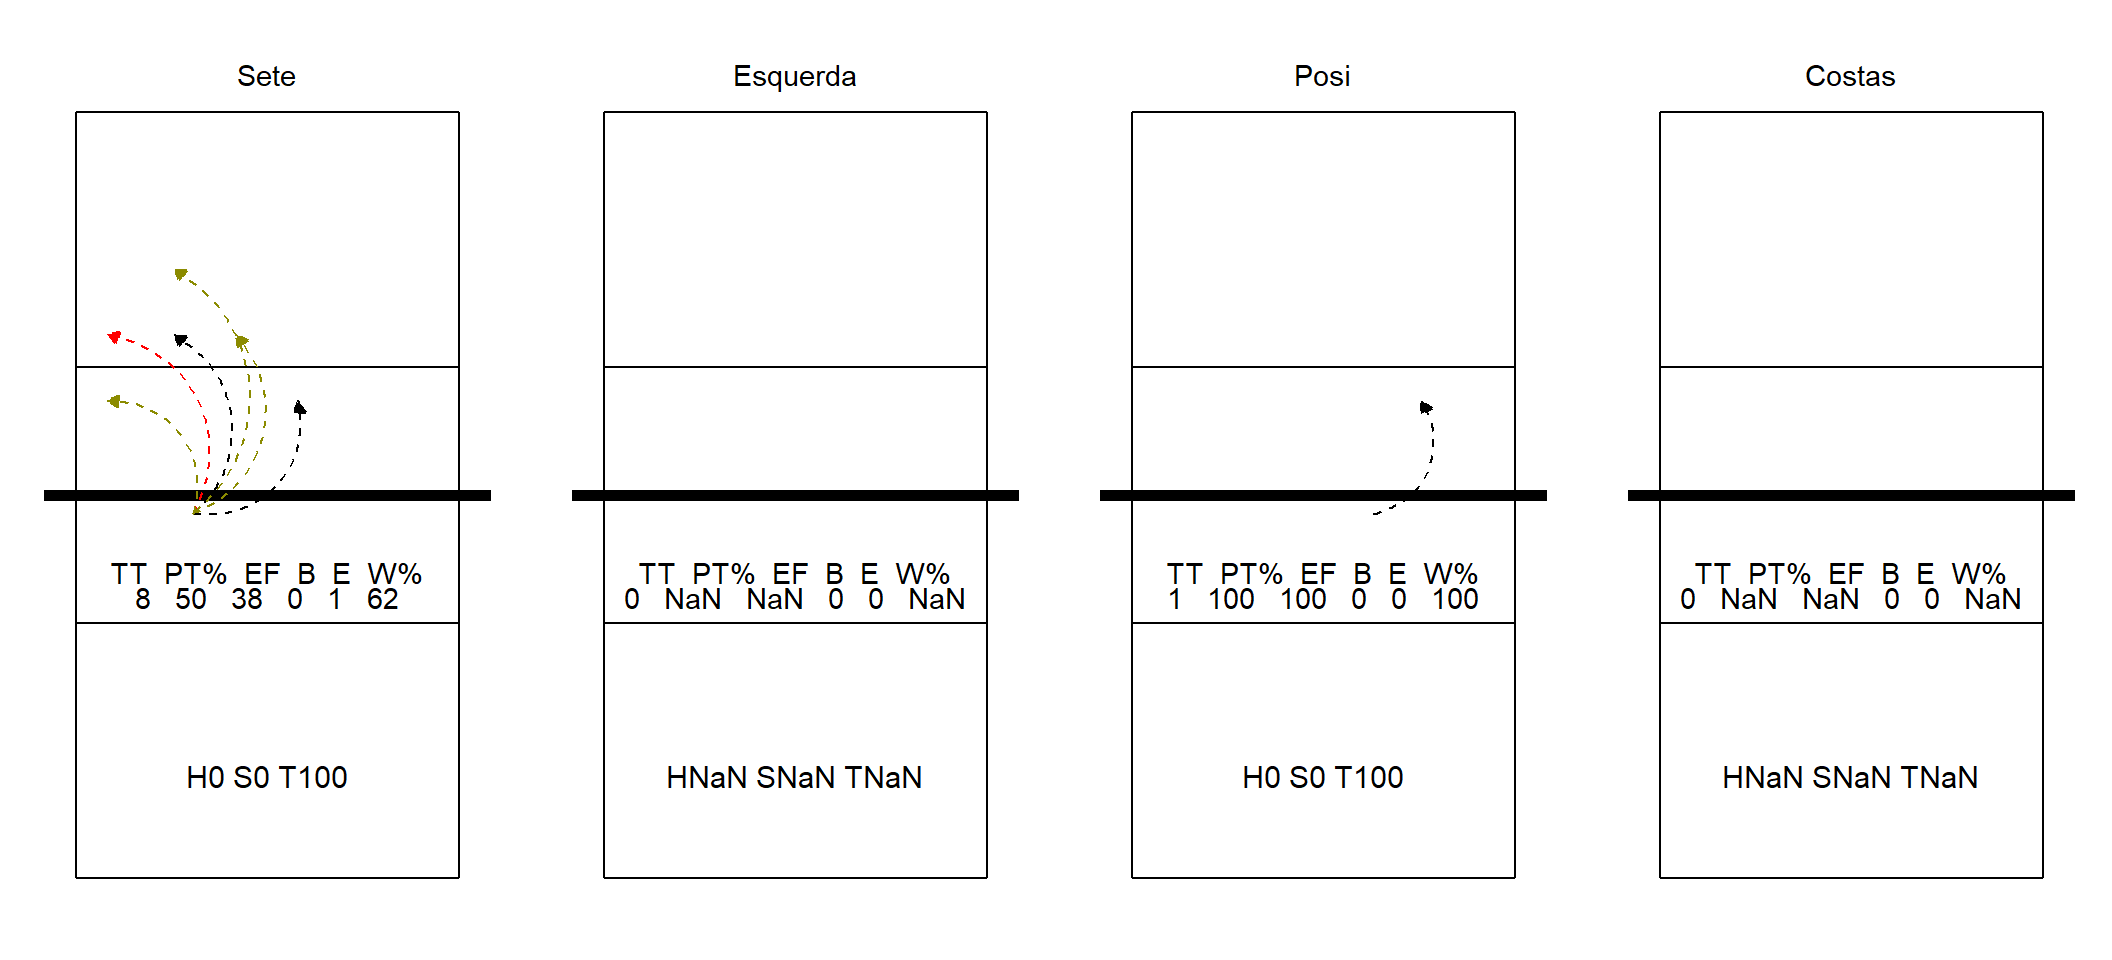 Sete
TT PT% EF B E W%
8 50 38 0 1 62
H0 S0 T100
Esquerda
TT PT% EF B E W%
0 NaN NaN 0 0 NaN
HNaN SNaN TNaN
Posi
TT PT% EF B E W%
1 100 100 0 0 100
H0 S0 T100
Costas
TT PT% EF B E W%
0 NaN NaN 0 0 NaN
HNaN SNaN TNaN